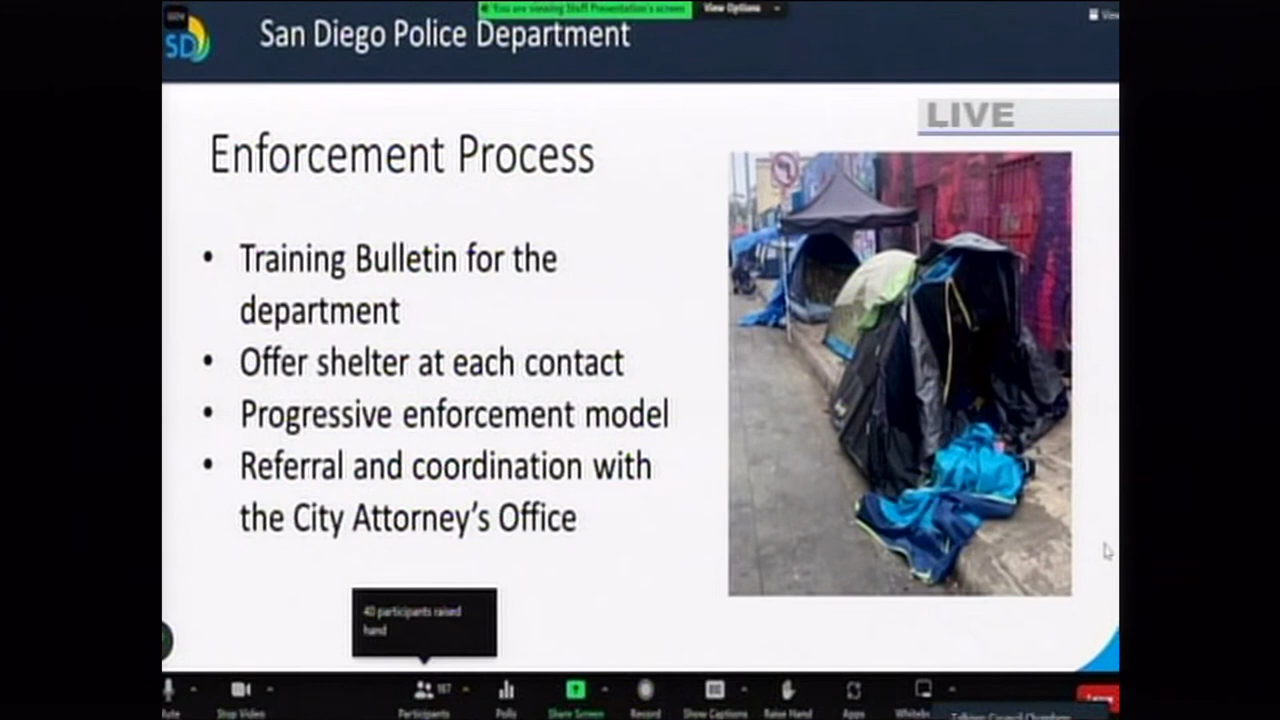 You are viewing Staff Presentation's screen
View Options
SD
San Diego Police Department
LIVE
Enforcement Process
• Training Bulletin for the
department
• Offer shelter at each contact
• Progressive enforcement model
• Referral and coordination with
the City Attorney's Office
40 participants raised
hand
Stop Video
Participants
Polls
Share Screen
Record
Show Captions
Raise Hand
Apps